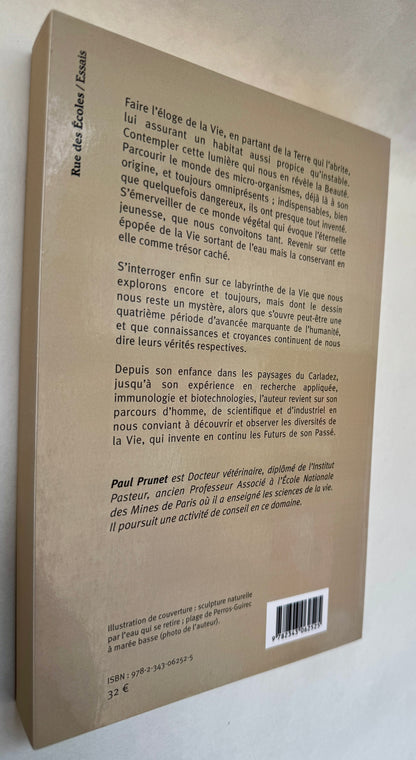 Rue des Écoles / Essais
Faire l'éloge de la Vie, en partant de la Terre qui l'abrite,
lui assurant un habitat aussi propice qu'instable.
Contempler cette lumière qui nous en révèle la Beauté.
Parcourir le monde des micro-organismes, déjà là à son
origine, et toujours omniprésents ; indispensables, bien
que quelquefois dangereux, ils ont presque tout inventé.
S'émerveiller de ce monde végétal qui évoque l'éternelle
jeunesse, que nous convoitons tant. Revenir sur cette
épopée de la Vie sortant de l'eau mais la conservant en
elle comme trésor caché.
S'interroger enfin sur ce labyrinthe de la Vie que nous
explorons encore et toujours, mais dont le dessin
nous reste un mystère, alors que s'ouvre peut-être une
quatrième période d'avancée marquante de l'humanité,
et que connaissances et croyances continuent de nous
dire leurs vérités respectives.
Depuis son enfance dans les paysages du Carladez,
jusqu'à son expérience en recherche appliquée,
immunologie et biotechnologies, l'auteur revient sur son
parcours d'homme, de scientifique et d'industriel en
nous conviant à découvrir et observer les diversités de
la Vie, qui invente en continu les Futurs de son Passé.
Paul Prunet est Docteur vétérinaire, diplômé de l'Institut
Pasteur, ancien Professeur Associé à l'École Nationale
des Mines de Paris où il a enseigné les sciences de la vie.
Il poursuit une activité de conseil en ce domaine.
Illustration de couverture : sculpture naturelle
par l'eau qui se retire ; plage de Perros-Guirec
à marée basse (photo de l'auteur).
ISBN : 978-2-343-06252-5
32 €
9 782343 062525